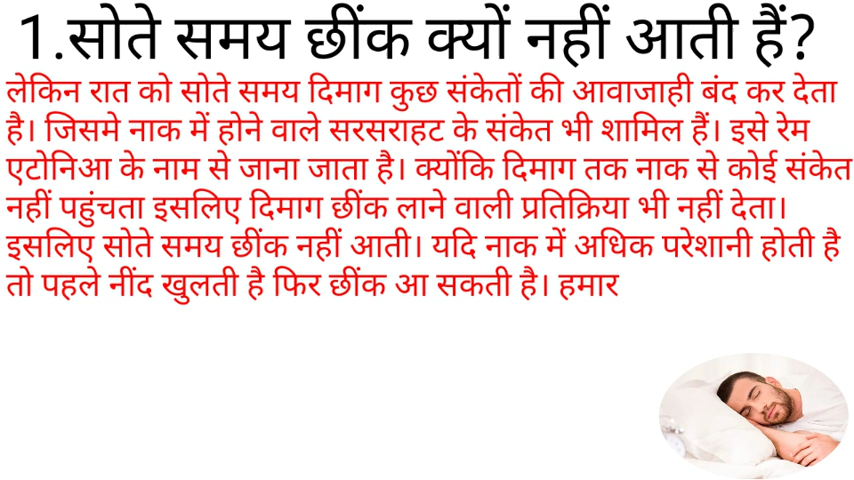 1.सोते समय छींक क्यों नहीं आती हैं?
लेकिन रात को सोते समय दिमाग कुछ संकेतों की आवाजाही बंद कर देता
है। जिसमे नाक में होने वाले सरसराहट के संकेत भी शामिल हैं। इसे रेम
एटोनिआ के नाम से जाना जाता है। क्योंकि दिमाग तक नाक से कोई संकेत
नहीं पहुंचता इसलिए दिमाग छींक लाने वाली प्रतिक्रिया भी नहीं देता।
इसलिए सोते समय छींक नहीं आती। यदि नाक में अधिक परेशानी होती है
तो पहले नींद खुलती है फिर छींक आ सकती है। हमार